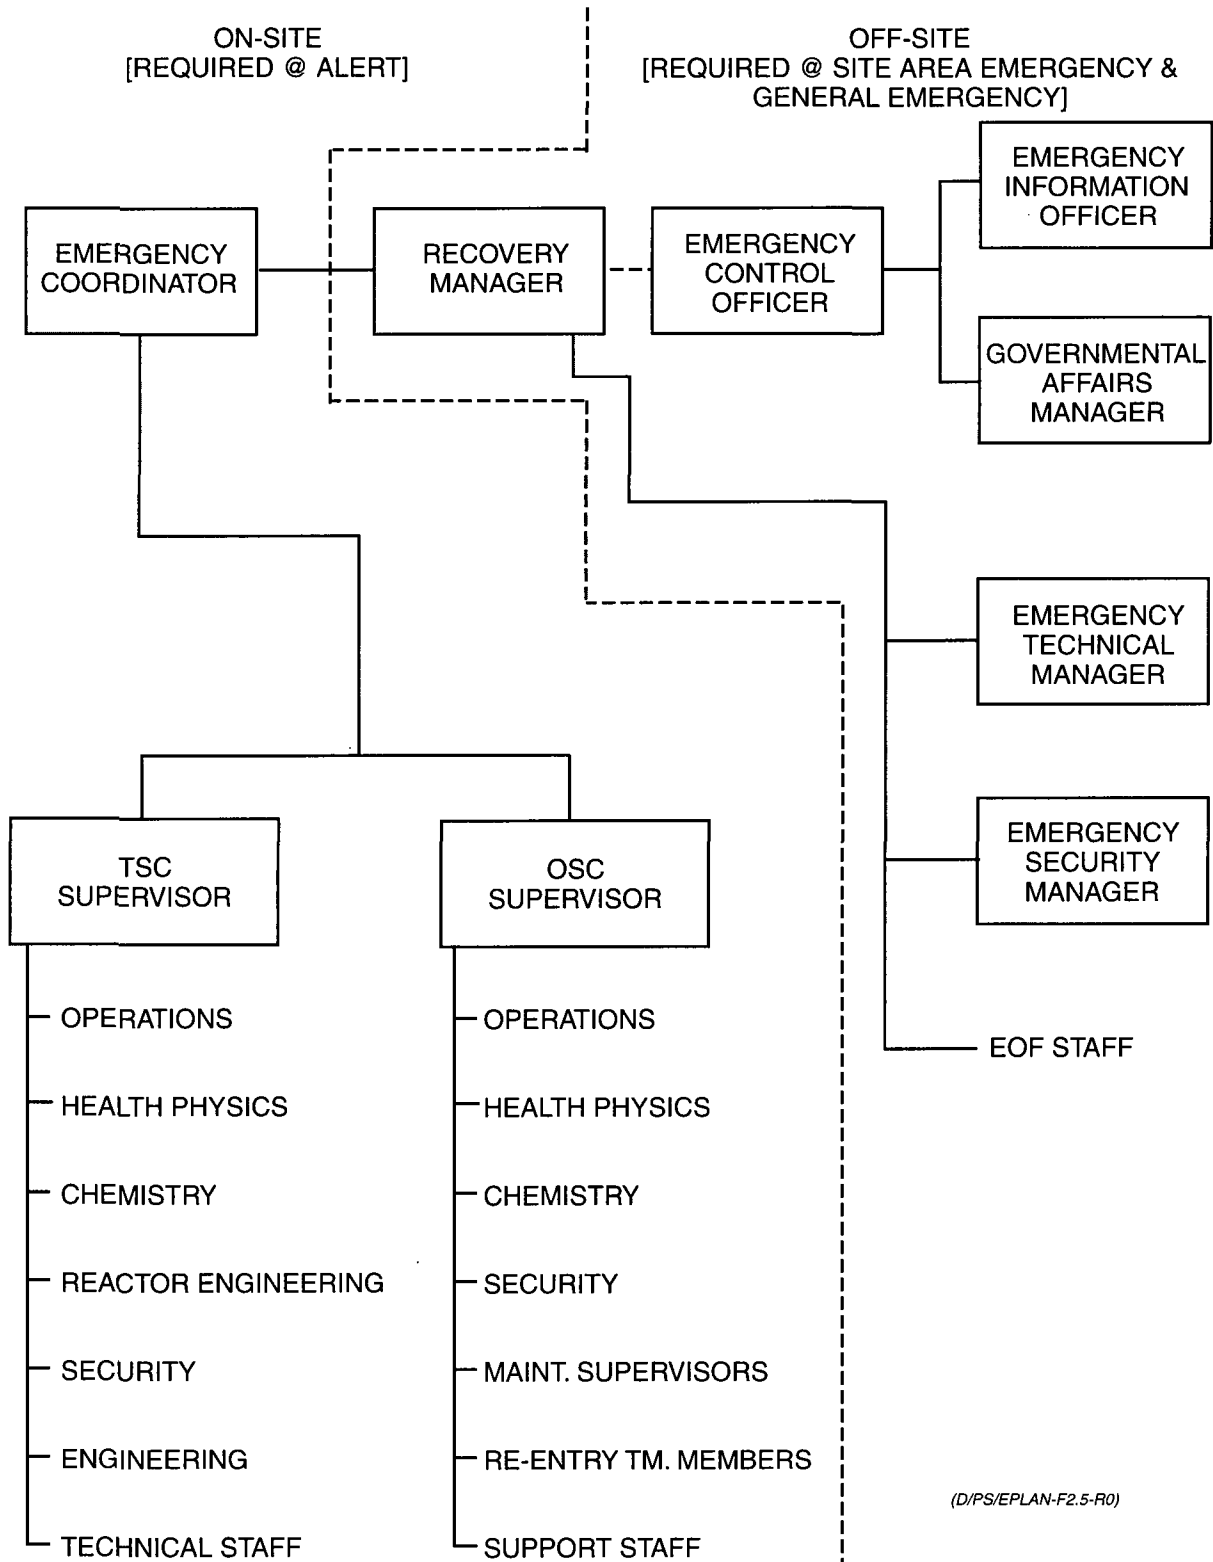 ON-SITE
[REQUIRED @ ALERT]
OFF-SITE
[REQUIRED @ SITE AREA EMERGENCY &
GENERAL EMERGENCY]
EMERGENCY
INFORMATION
OFFICER
EMERGENCY
COORDINATOR
RECOVERY
MANAGER
EMERGENCY
CONTROL
OFFICER
GOVERNMENTAL
AFFAIRS
MANAGER
EMERGENCY
TECHNICAL
MANAGER
EMERGENCY
SECURITY
MANAGER
EOF STAFF
TSC
SUPERVISOR
OPERATIONS
HEALTH PHYSICS
CHEMISTRY
REACTOR ENGINEERING
SECURITY
ENGINEERING
TECHNICAL STAFF
OSC
SUPERVISOR
OPERATIONS
HEALTH PHYSICS
CHEMISTRY
SECURITY
MAINT. SUPERVISORS
RE-ENTRY TM. MEMBERS
SUPPORT STAFF
(D/PS/EPLAN-F2.5-R0)